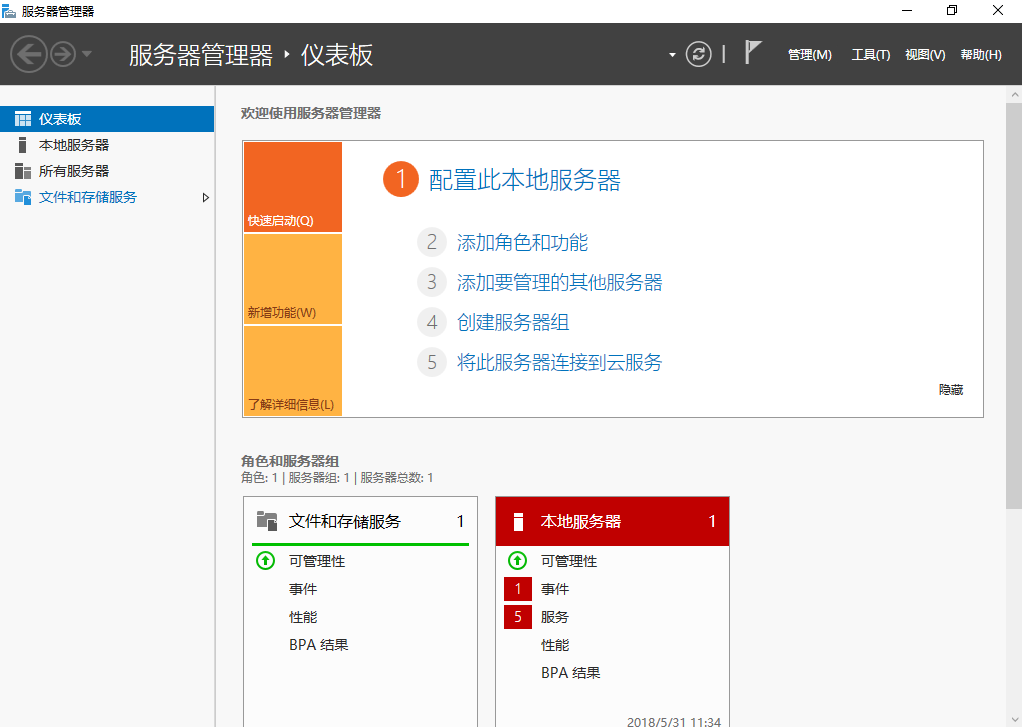 服务器管理器
服务器管理器 ‣ 仪表板
管理(M) 工具(T) 视图(V) 帮助(H)
仪表板
本地服务器
所有服务器
文件和存储服务
欢迎使用服务器管理器
快速启动(Q)
新增功能(W)
了解详细信息(L)
1 配置此本地服务器
2 添加角色和功能
3 添加要管理的其他服务器
4 创建服务器组
5 将此服务器连接到云服务
隐藏
角色和服务器组
角色: 1 | 服务器组: 1 | 服务器总数: 1
文件和存储服务 1
可管理性
事件
性能
BPA 结果
本地服务器 1
可管理性
1 事件
5 服务
性能
BPA 结果
2018/5/31 11:34